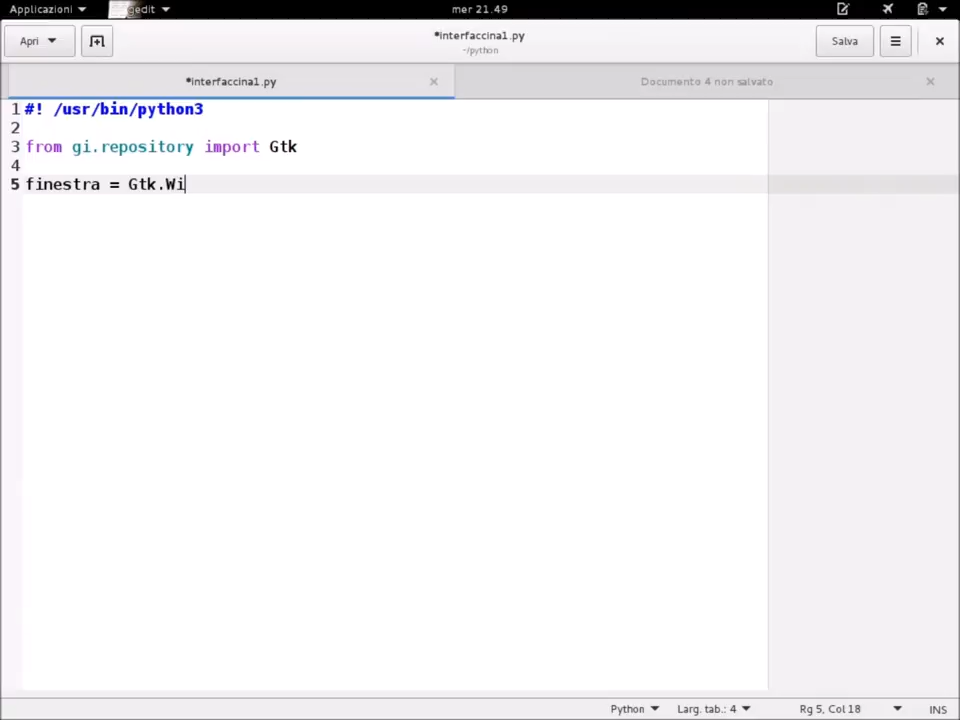 Applicazioni gedit mer 21.49
Apri *interfaccina1.py Salva
~/python
*interfaccina1.py Documento 4 non salvato
1 #! /usr/bin/python3
2
3 from gi.repository import Gtk
4
5 finestra = Gtk.Wi
Python Larg. tab.: 4 Rg 5, Col 18 INS